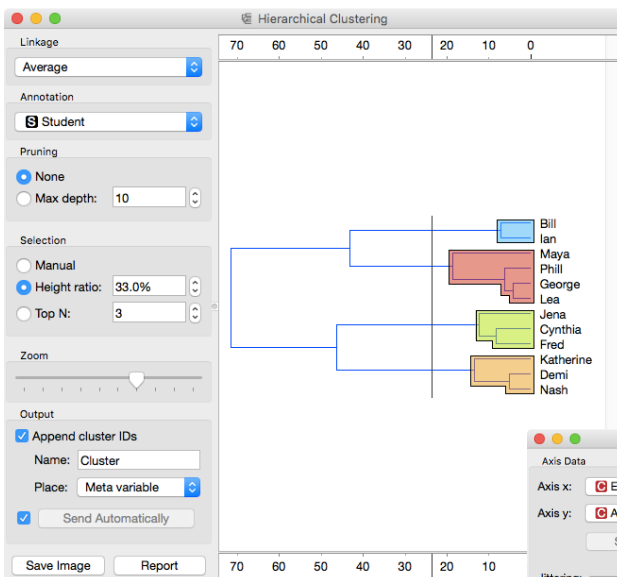 Hierarchical Clustering
Linkage
Average
Annotation
S Student
Pruning
None
Max depth: 10
Selection
Manual
Height ratio: 33.0%
Top N: 3
Zoom
Output
Append cluster IDs
Name: Cluster
Place: Meta variable
Send Automatically
Save Image Report
70 60 50 40 30 20 10 0
Bill
Ian
Maya
Phill
George
Lea
Jena
Cynthia
Fred
Katherine
Demi
Nash
70 60 50 40 30 20 10
Axis Data
Axis x: C E
Axis y: C A